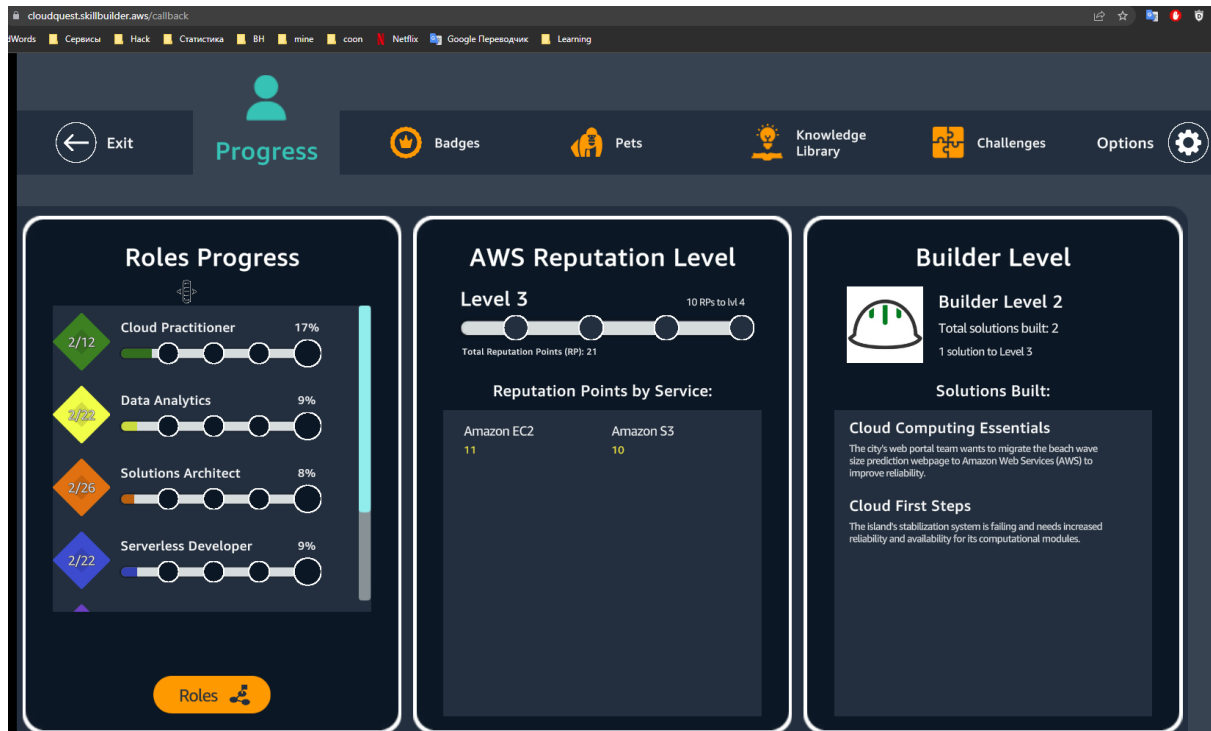 cloudquest.skillbuilder.aws/callback
dWords Сервисы Hack Статистика BH mine coon Netflix Google Переводчик Learning
Exit
Progress
Badges
Pets
Knowledge
Library
Challenges
Options
Roles Progress
2/12
Cloud Practitioner 17%
2/22
Data Analytics 9%
2/26
Solutions Architect 8%
2/22
Serverless Developer 9%
Roles
AWS Reputation Level
Level 3 10 RPs to lvl 4
Total Reputation Points (RP): 21
Reputation Points by Service:
Amazon EC2 Amazon S3
11 10
Builder Level
Builder Level 2
Total solutions built: 2
1 solution to Level 3
Solutions Built:
Cloud Computing Essentials
The city's web portal team wants to migrate the beach wave
size prediction webpage to Amazon Web Services (AWS) to
improve reliability.
Cloud First Steps
The island's stabilization system is failing and needs increased
reliability and availability for its computational modules.